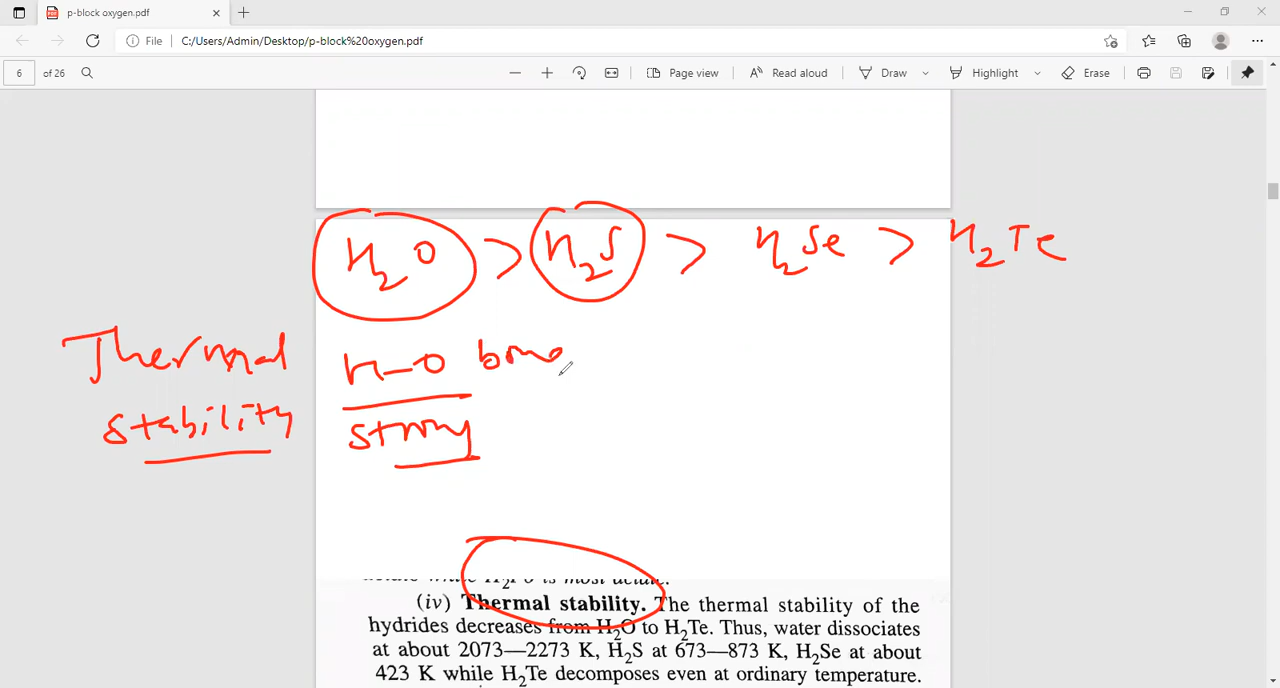 p-block oxygen.pdf
File C:/Users/Admin/Desktop/p-block%20oxygen.pdf
6 of 26 Page view Read aloud Draw Highlight Erase
H2O > H2S > H2Se > H2Te
Thermal stability
H-O bond
strong
is most
(iv) Thermal stability. The thermal stability of the
hydrides decreases from H2O to H2Te. Thus, water dissociates
at about 2073—2273 K, H2S at 673—873 K, H2Se at about
423 K while H2Te decomposes even at ordinary temperature.